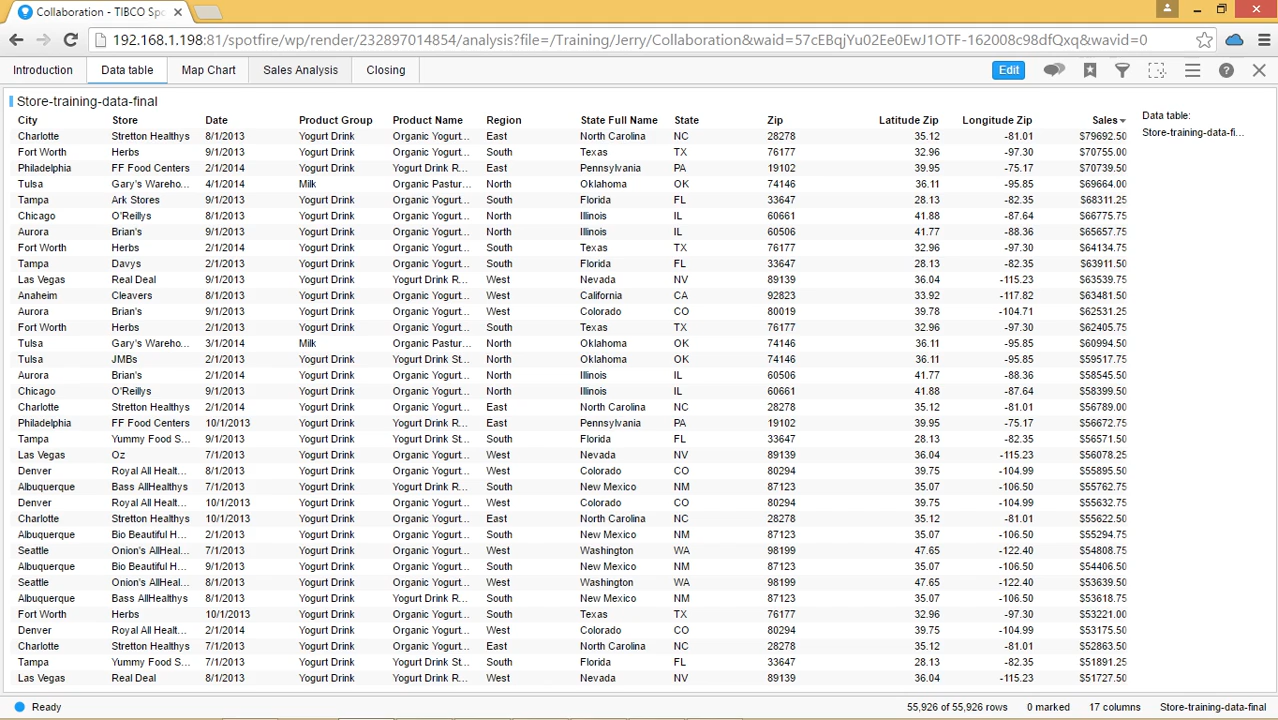 Collaboration - TIBCO Spo
192.168.1.198:81/spotfire/wp/render/232897014854/analysis?file=/Training/Jerry/Collaboration&waid=57cEBqjYu02Ee0EwJ1OTF-162008c98dfQxq&wavid=0
Introduction Data table Map Chart Sales Analysis Closing Edit
Store-training-data-final
Data table:
Store-training-data-fi...
City Store Date Product Group Product Name Region State Full Name State Zip Latitude Zip Longitude Zip Sales
Charlotte Stretton Healthys 8/1/2013 Yogurt Drink Organic Yogurt... East North Carolina NC 28278 35.12 -81.01 $79692.50
Fort Worth Herbs 9/1/2013 Yogurt Drink Organic Yogurt... South Texas TX 76177 32.96 -97.30 $70755.00
Philadelphia FF Food Centers 2/1/2014 Yogurt Drink Yogurt Drink R... East Pennsylvania PA 19102 39.95 -75.17 $70739.50
Tulsa Gary's Wareho... 4/1/2014 Milk Organic Pastur... North Oklahoma OK 74146 36.11 -95.85 $69664.00
Tampa Ark Stores 9/1/2013 Yogurt Drink Organic Yogurt... South Florida FL 33647 28.13 -82.35 $68311.25
Chicago O'Reillys 8/1/2013 Yogurt Drink Organic Yogurt... North Illinois IL 60661 41.88 -87.64 $66775.75
Aurora Brian's 9/1/2013 Yogurt Drink Organic Yogurt... North Illinois IL 60506 41.77 -88.36 $65657.75
Fort Worth Herbs 2/1/2014 Yogurt Drink Organic Yogurt... South Texas TX 76177 32.96 -97.30 $64134.75
Tampa Davys 2/1/2013 Yogurt Drink Organic Yogurt... South Florida FL 33647 28.13 -82.35 $63911.50
Las Vegas Real Deal 9/1/2013 Yogurt Drink Yogurt Drink R... West Nevada NV 89139 36.04 -115.23 $63539.75
Anaheim Cleavers 8/1/2013 Yogurt Drink Organic Yogurt... West California CA 92823 33.92 -117.82 $63481.50
Aurora Brian's 9/1/2013 Yogurt Drink Organic Yogurt... West Colorado CO 80019 39.78 -104.71 $62531.25
Fort Worth Herbs 2/1/2013 Yogurt Drink Organic Yogurt... South Texas TX 76177 32.96 -97.30 $62405.75
Tulsa Gary's Wareho... 3/1/2014 Milk Organic Pastur... North Oklahoma OK 74146 36.11 -95.85 $60994.50
Tulsa JMBs 2/1/2013 Yogurt Drink Yogurt Drink St... North Oklahoma OK 74146 36.11 -95.85 $59517.75
Aurora Brian's 2/1/2014 Yogurt Drink Organic Yogurt... North Illinois IL 60506 41.77 -88.36 $58545.50
Chicago O'Reillys 9/1/2013 Yogurt Drink Organic Yogurt... North Illinois IL 60661 41.88 -87.64 $58399.50
Charlotte Stretton Healthys 2/1/2014 Yogurt Drink Organic Yogurt... East North Carolina NC 28278 35.12 -81.01 $56789.00
Philadelphia FF Food Centers 10/1/2013 Yogurt Drink Yogurt Drink R... East Pennsylvania PA 19102 39.95 -75.17 $56672.75
Tampa Yummy Food S... 9/1/2013 Yogurt Drink Yogurt Drink St... South Florida FL 33647 28.13 -82.35 $56571.50
Las Vegas Oz 7/1/2013 Yogurt Drink Organic Yogurt... West Nevada NV 89139 36.04 -115.23 $56078.25
Denver Royal All Healt... 8/1/2013 Yogurt Drink Organic Yogurt... West Colorado CO 80294 39.75 -104.99 $55895.50
Albuquerque Bass AllHealthys 7/1/2013 Yogurt Drink Yogurt Drink R... South New Mexico NM 87123 35.07 -106.50 $55762.75
Denver Royal All Healt... 10/1/2013 Yogurt Drink Organic Yogurt... West Colorado CO 80294 39.75 -104.99 $55632.75
Charlotte Stretton Healthys 10/1/2013 Yogurt Drink Organic Yogurt... East North Carolina NC 28278 35.12 -81.01 $55622.50
Albuquerque Bio Beautiful H... 2/1/2013 Yogurt Drink Organic Yogurt... South New Mexico NM 87123 35.07 -106.50 $55294.75
Seattle Onion's AllHeal... 7/1/2013 Yogurt Drink Organic Yogurt... West Washington WA 98199 47.65 -122.40 $54808.75
Albuquerque Bio Beautiful H... 7/1/2013 Yogurt Drink Organic Yogurt... South New Mexico NM 87123 35.07 -106.50 $54406.50
Seattle Onion's AllHeal... 8/1/2013 Yogurt Drink Organic Yogurt... West Washington WA 98199 47.65 -122.40 $53639.50
Albuquerque Bass AllHealthys 8/1/2013 Yogurt Drink Yogurt Drink R... South New Mexico NM 87123 35.07 -106.50 $53618.75
Fort Worth Herbs 10/1/2013 Yogurt Drink Organic Yogurt... South Texas TX 76177 32.96 -97.30 $53221.00
Denver Royal All Healt... 2/1/2014 Yogurt Drink Organic Yogurt... West Colorado CO 80294 39.75 -104.99 $53175.50
Charlotte Stretton Healthys 7/1/2013 Yogurt Drink Organic Yogurt... East North Carolina NC 28278 35.12 -81.01 $52863.50
Tampa Yummy Food S... 7/1/2013 Yogurt Drink Yogurt Drink St... South Florida FL 33647 28.13 -82.35 $51891.25
Las Vegas Real Deal 8/1/2013 Yogurt Drink Yogurt Drink R... West Nevada NV 89139 36.04 -115.23 $51727.50
Ready 55,926 of 55,926 rows 0 marked 17 columns Store-training-data-final